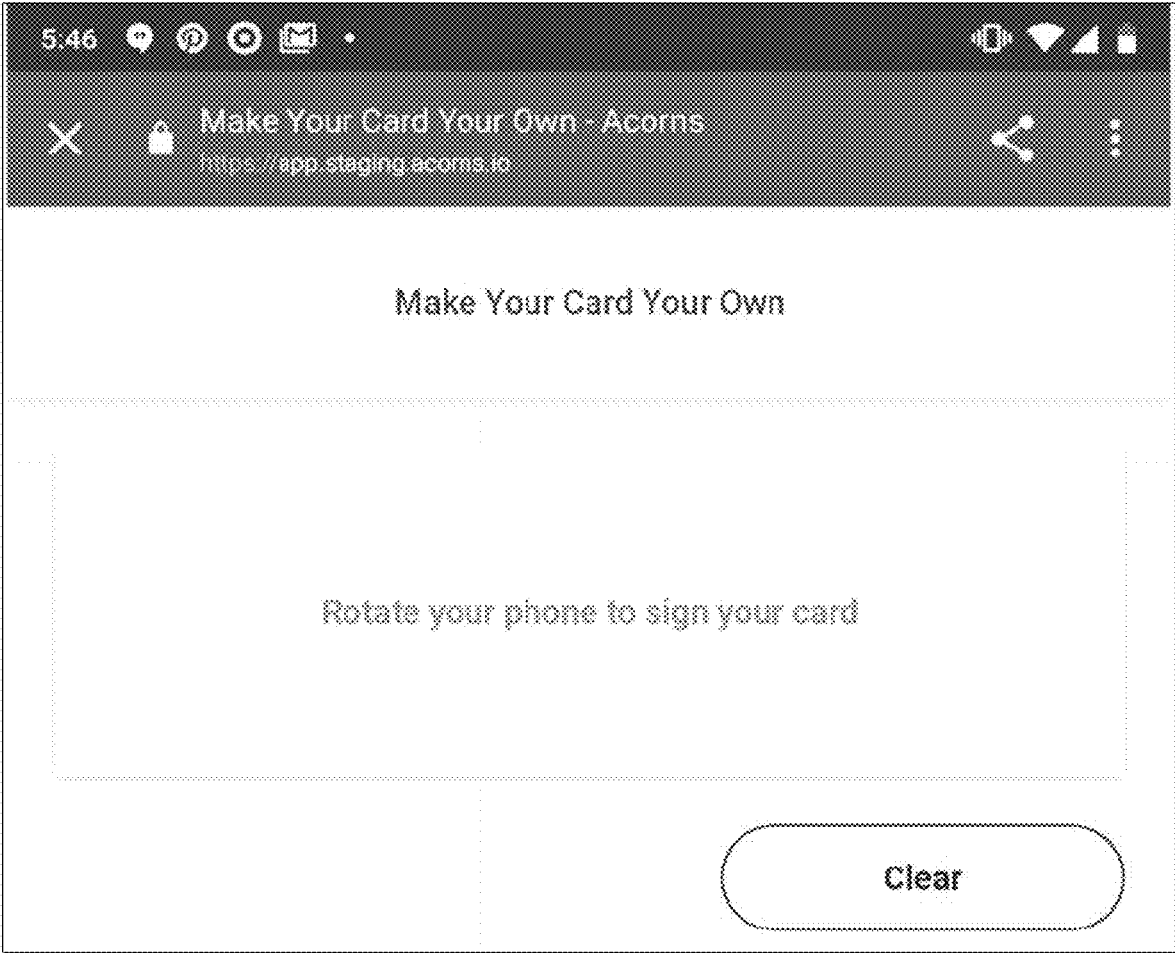 5:46
Make Your Card Your Own - Acorns
https://app.staging.acorns.io
Make Your Card Your Own
Rotate your phone to sign your card
Clear